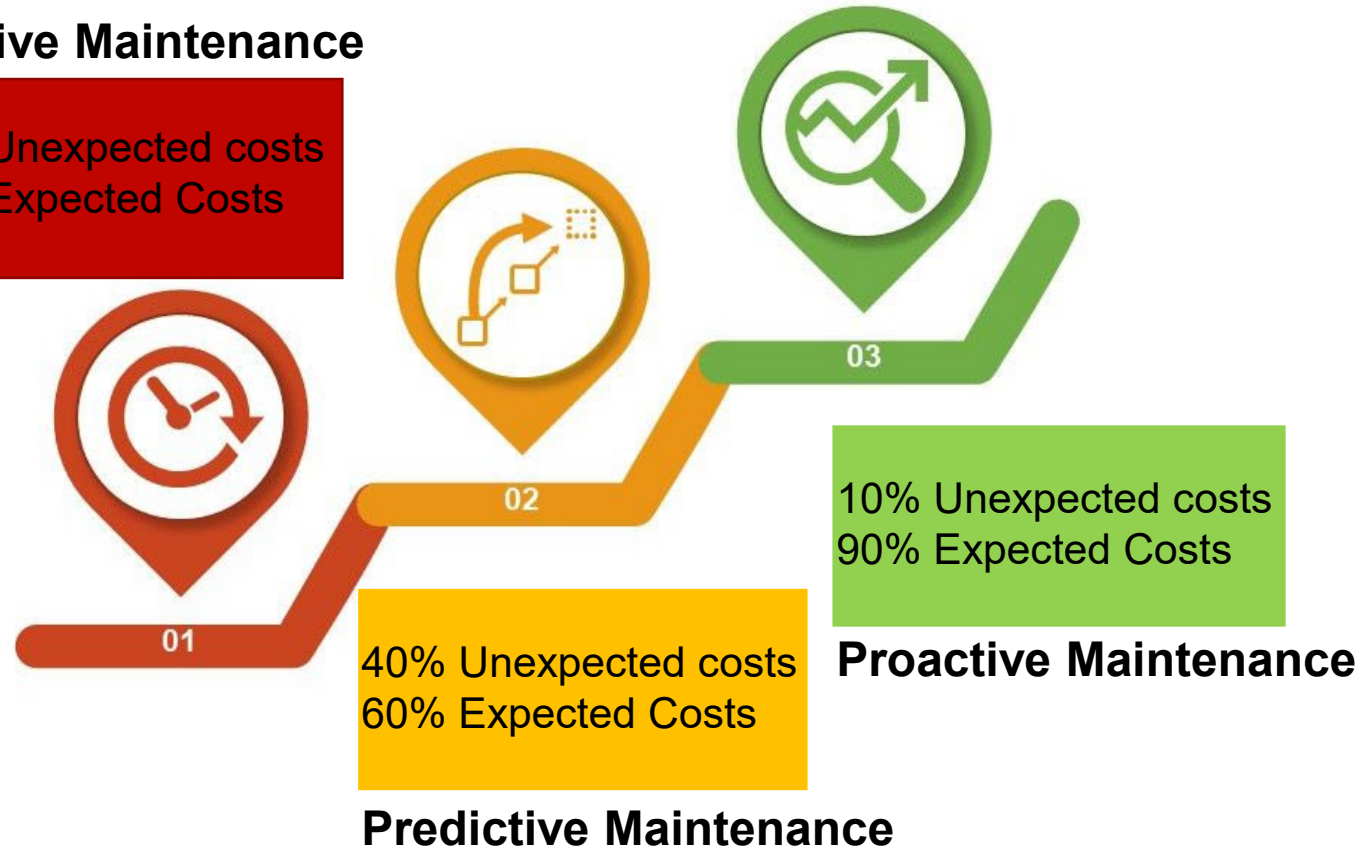 ive Maintenance
Unexpected costs
Expected Costs
01
02
03
40% Unexpected costs
60% Expected Costs
Predictive Maintenance
10% Unexpected costs
90% Expected Costs
Proactive Maintenance